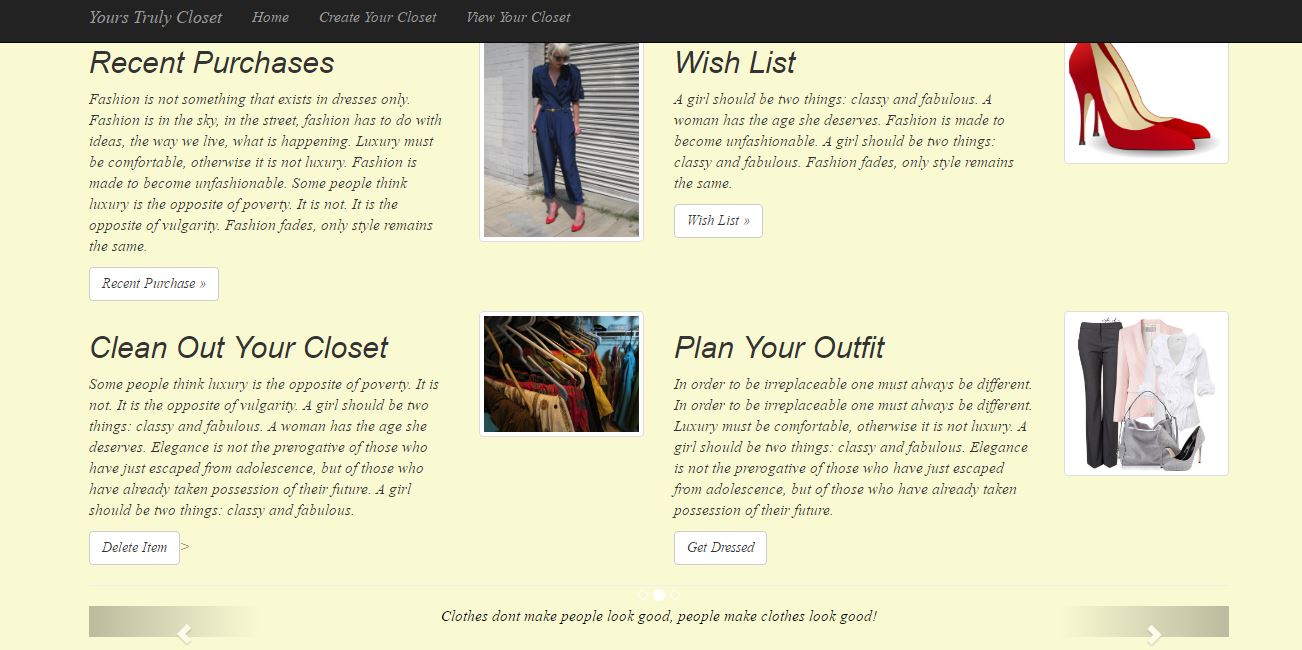 Yours Truly Closet Home Create Your Closet View Your Closet
Recent Purchases
Fashion is not something that exists in dresses only.
Fashion is in the sky, in the street, fashion has to do with
ideas, the way we live, what is happening. Luxury must
be comfortable, otherwise it is not luxury. Fashion is
made to become unfashionable. Some people think
luxury is the opposite of poverty. It is not. It is the
opposite of vulgarity. Fashion fades, only style remains
the same.
Recent Purchase »
Wish List
A girl should be two things: classy and fabulous. A
woman has the age she deserves. Fashion is made to
become unfashionable. A girl should be two things:
classy and fabulous. Fashion fades, only style remains
the same.
Wish List »
Clean Out Your Closet
Some people think luxury is the opposite of poverty. It is
not. It is the opposite of vulgarity. A girl should be two
things: classy and fabulous. A woman has the age she
deserves. Elegance is not the prerogative of those who
have just escaped from adolescence, but of those who
have already taken possession of their future. A girl
should be two things: classy and fabulous.
Delete Item >
Plan Your Outfit
In order to be irreplaceable one must always be different.
In order to be irreplaceable one must always be different.
Luxury must be comfortable, otherwise it is not luxury. A
girl should be two things: classy and fabulous. Elegance
is not the prerogative of those who have just escaped
from adolescence, but of those who have already taken
possession of their future.
Get Dressed
Clothes dont make people look good, people make clothes look good!